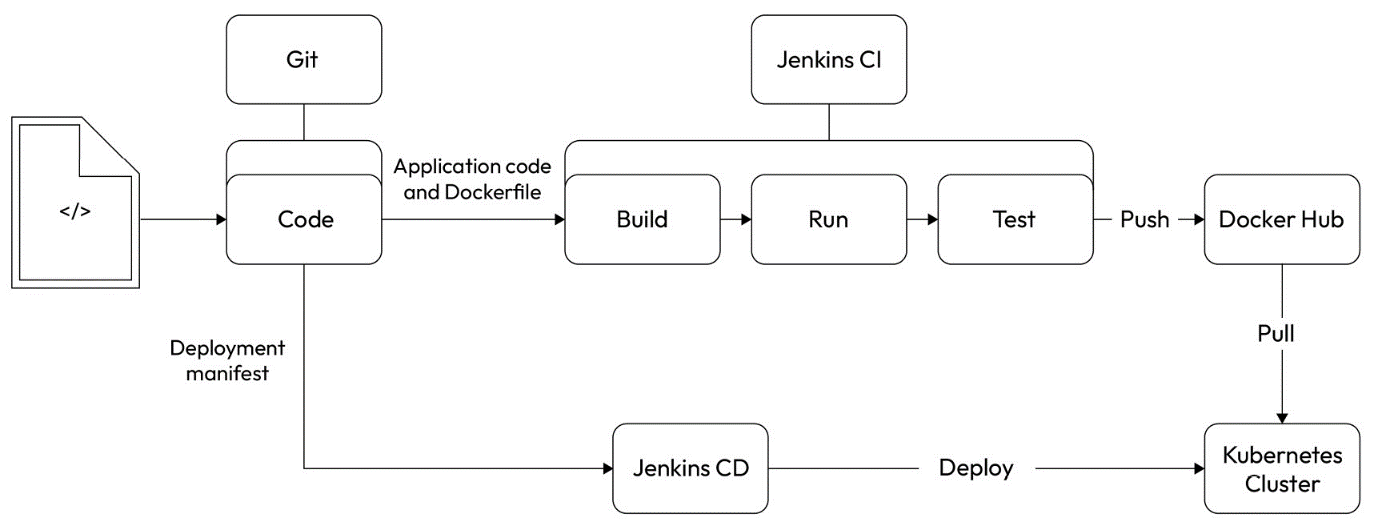 Git
Jenkins CI
</>
Code
Application code
and Dockerfile
Build
Run
Test
Push
Docker Hub
Deployment
manifest
Pull
Jenkins CD
Deploy
Kubernetes
Cluster